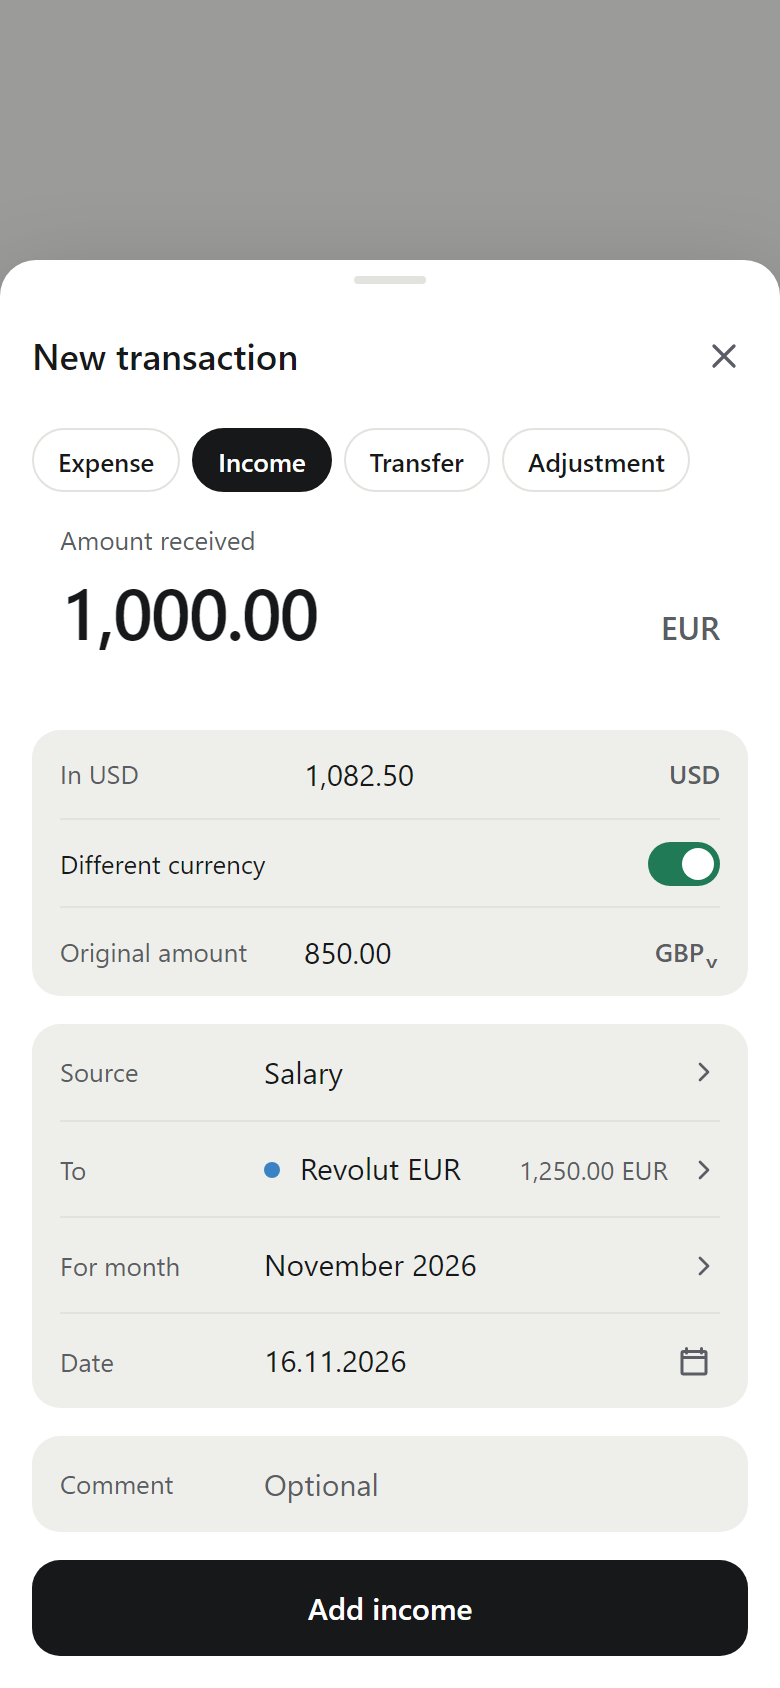 New transaction
Expense Income Transfer Adjustment
Amount received
1,000.00 EUR
In USD 1,082.50 USD
Different currency
Original amount 850.00 GBP
Source Salary
To Revolut EUR 1,250.00 EUR
For month November 2026
Date 16.11.2026
Comment Optional
Add income